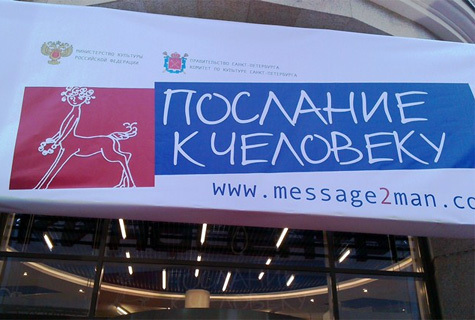 МИНИСТЕРСТВО КУЛЬТУРЫ
РОССИЙСКОЙ ФЕДЕРАЦИИ
ПРАВИТЕЛЬСТВО САНКТ-ПЕТЕРБУРГА
КОМИТЕТ ПО КУЛЬТУРЕ САНКТ-ПЕТЕРБУРГА
ПОСЛАНИЕ
К ЧЕЛОВЕКУ
www.message2man.co